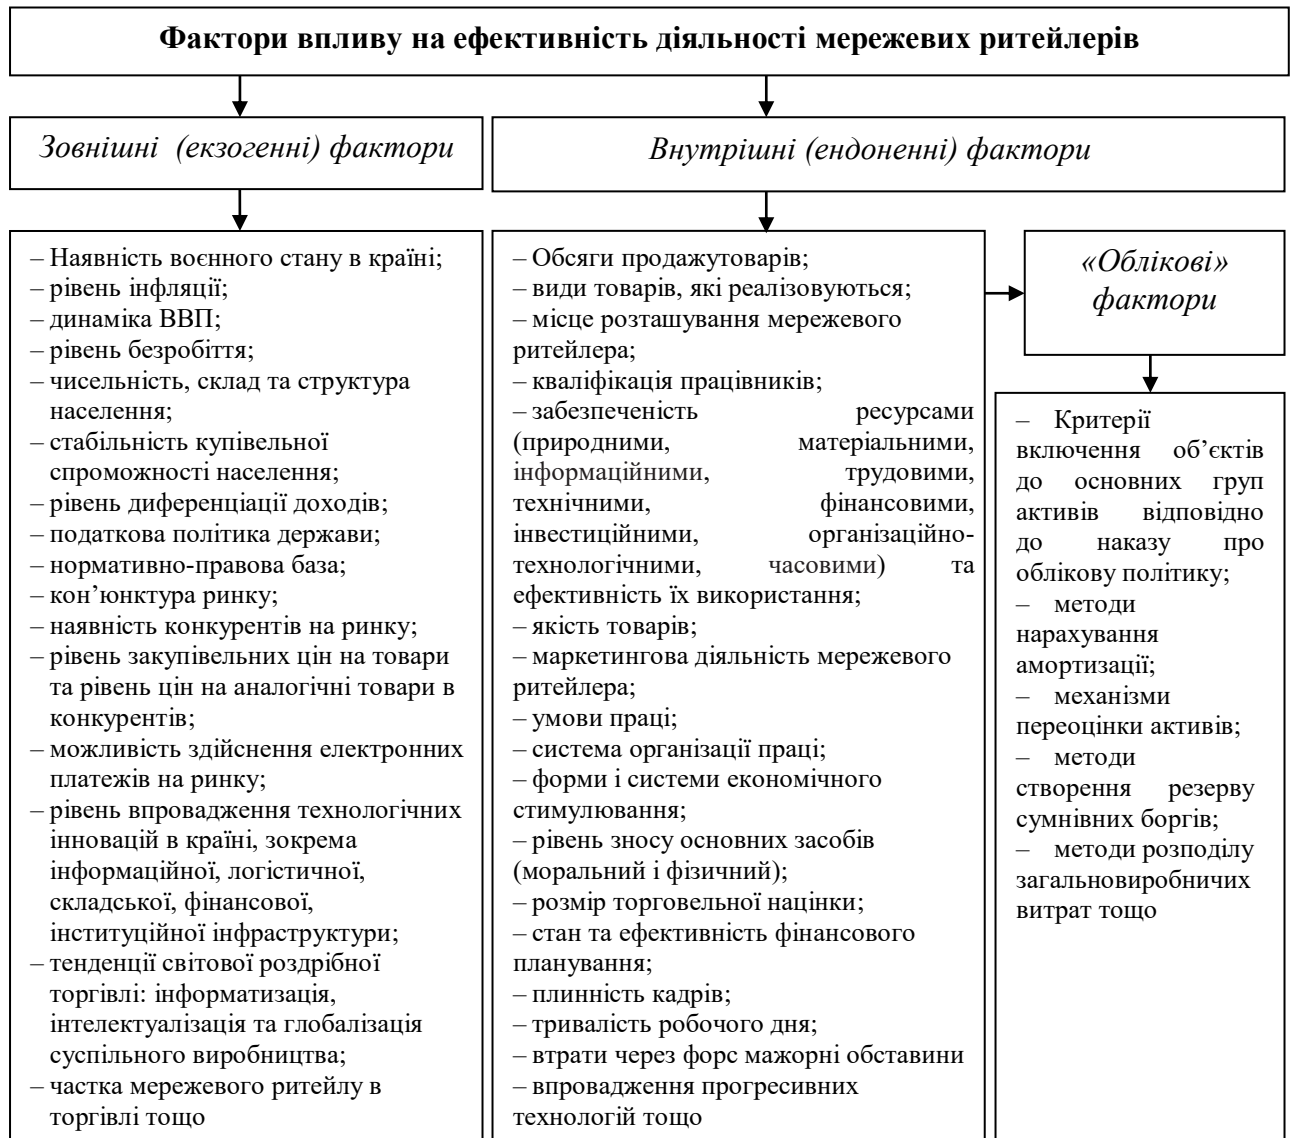 Фактори впливу на ефективність діяльності мережевих ритейлерів
Зовнішні (екзогенні) фактори
Внутрішні (ендоненні) фактори
– Наявність воєнного стану в країні;
– рівень інфляції;
– динаміка ВВП;
– рівень безробіття;
– чисельність, склад та структура
населення;
– стабільність купівельної
спроможності населення;
– рівень диференціації доходів;
– податкова політика держави;
– нормативно-правова база;
– кон’юнктура ринку;
– наявність конкурентів на ринку;
– рівень закупівельних цін на товари
та рівень цін на аналогічні товари в
конкурентів;
– можливість здійснення електронних
платежів на ринку;
– рівень впровадження технологічних
інновацій в країні, зокрема
інформаційної, логістичної,
складської, фінансової,
інституційної інфраструктури;
– тенденції світової роздрібної
торгівлі: інформатизація,
інтелектуалізація та глобалізація
суспільного виробництва;
– частка мережевого ритейлу в
торгівлі тощо
– Обсяги продажутоварів;
– види товарів, які реалізовуються;
– місце розташування мережевого
ритейлера;
– кваліфікація працівників;
– забезпеченість ресурсами
(природними, матеріальними,
інформаційними, трудовими,
технічними, фінансовими,
інвестиційними, організаційно-
технологічними, часовими) та
ефективність їх використання;
– якість товарів;
– маркетингова діяльність мережевого
ритейлера;
– умови праці;
– система організації праці;
– форми і системи економічного
стимулювання;
– рівень зносу основних засобів
(моральний і фізичний);
– розмір торговельної націнки;
– стан та ефективність фінансового
планування;
– плинність кадрів;
– тривалість робочого дня;
– втрати через форс мажорні обставини
– впровадження прогресивних
технологій тощо
«Облікові»
фактори
– Критерії
включення об’єктів
до основних груп
активів відповідно
до наказу про
облікову політику;
– методи
нарахування
амортизації;
– механізми
переоцінки активів;
– методи
створення резерву
сумнівних боргів;
– методи розподілу
загальновиробничих
витрат тощо